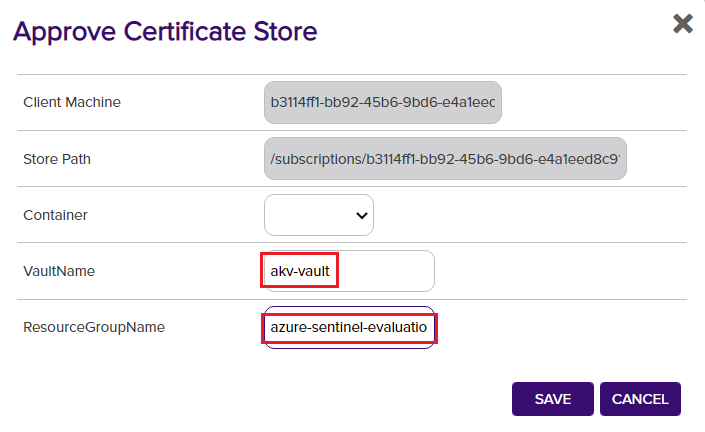 Approve Certificate Store
Client Machine
b3114ff1-bb92-45b6-9bd6-e4a1eed
Store Path
/subscriptions/b3114ff1-bb92-45b6-9bd6-e4a1eed8c9
Container
VaultName
akv-vault
ResourceGroupName
azure-sentinel-evaluatio
SAVE
CANCEL